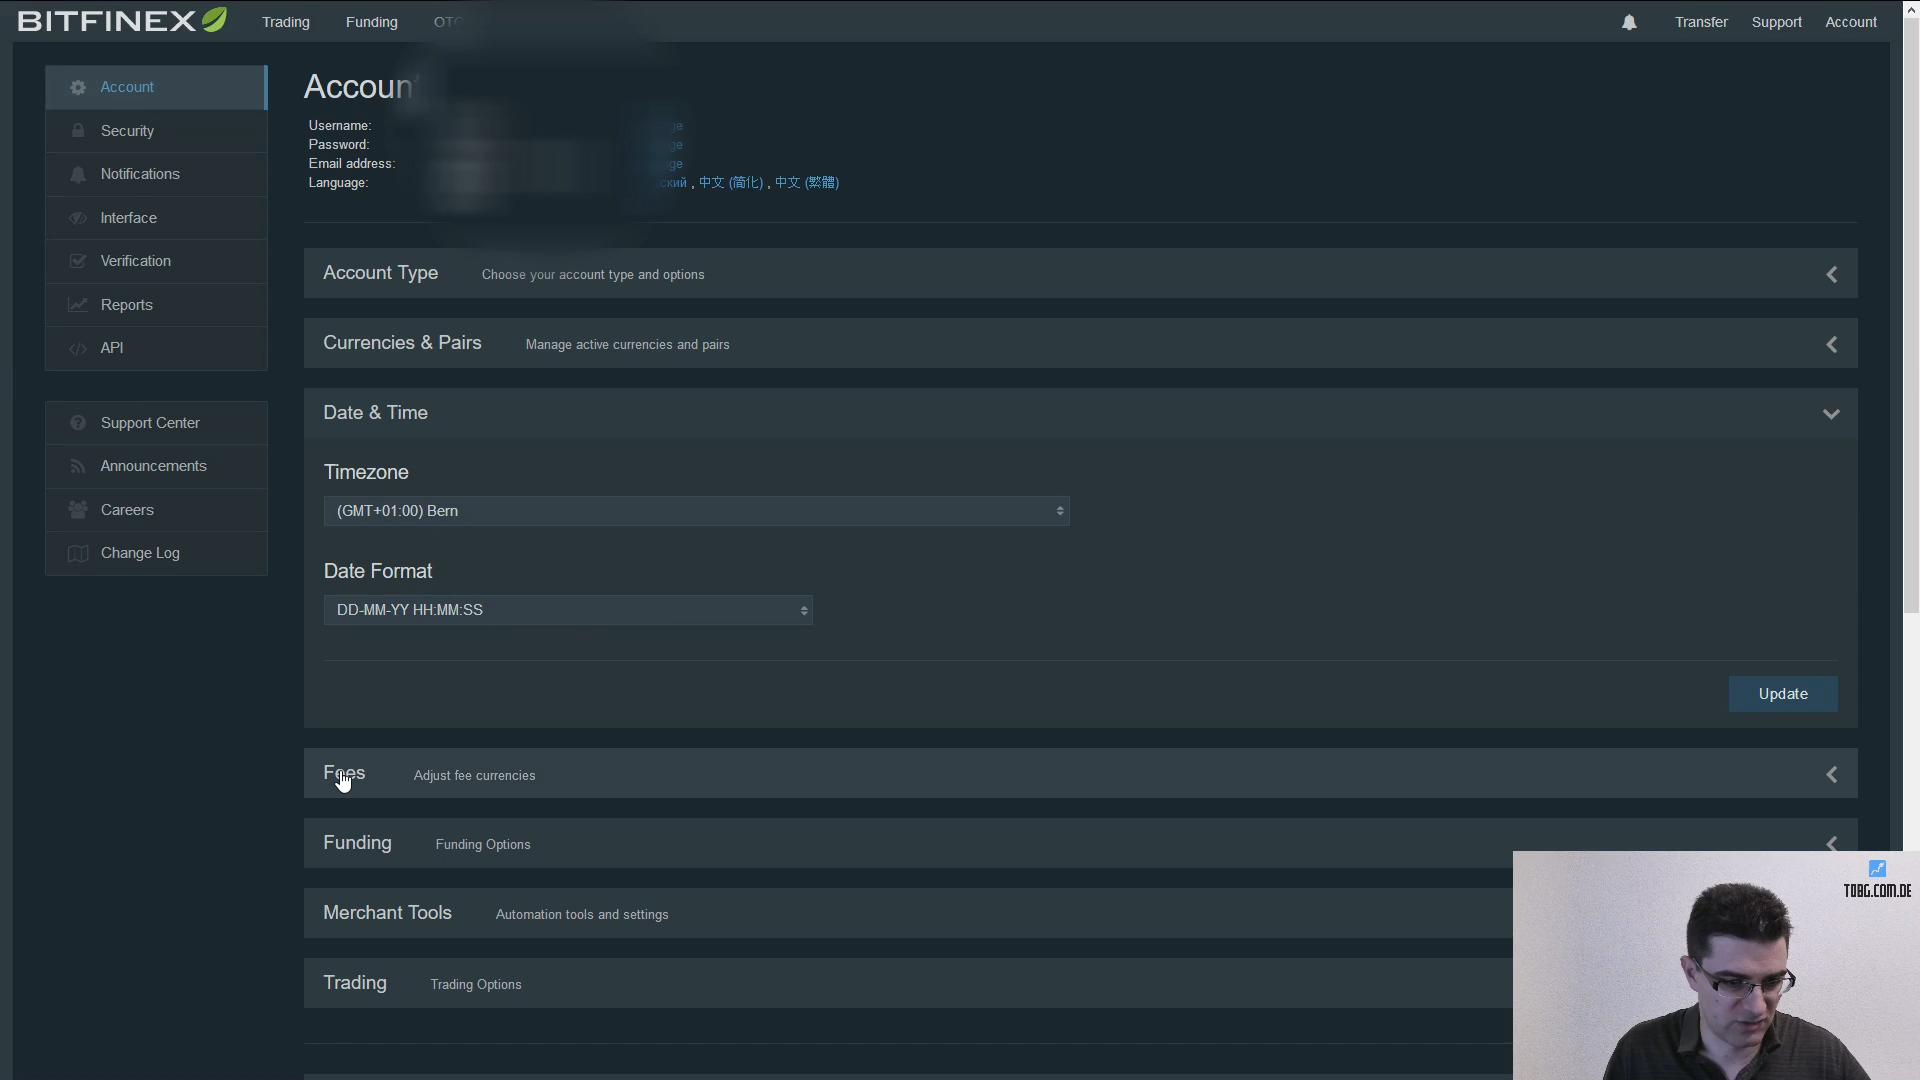 BITFINEX Trading Funding OTC Transfer Support Account
Account
Security
Notifications
Interface
Verification
Reports
API
Support Center
Announcements
Careers
Change Log
Account
Username:
Password:
Email address:
Language: ский , 中文 (简化) , 中文 (繁體)
Account Type Choose your account type and options
Currencies & Pairs Manage active currencies and pairs
Date & Time
Timezone
(GMT+01:00) Bern
Date Format
DD-MM-YY HH:MM:SS
Update
Fees Adjust fee currencies
Funding Funding Options
Merchant Tools Automation tools and settings
Trading Trading Options
TOBG.COM.DE